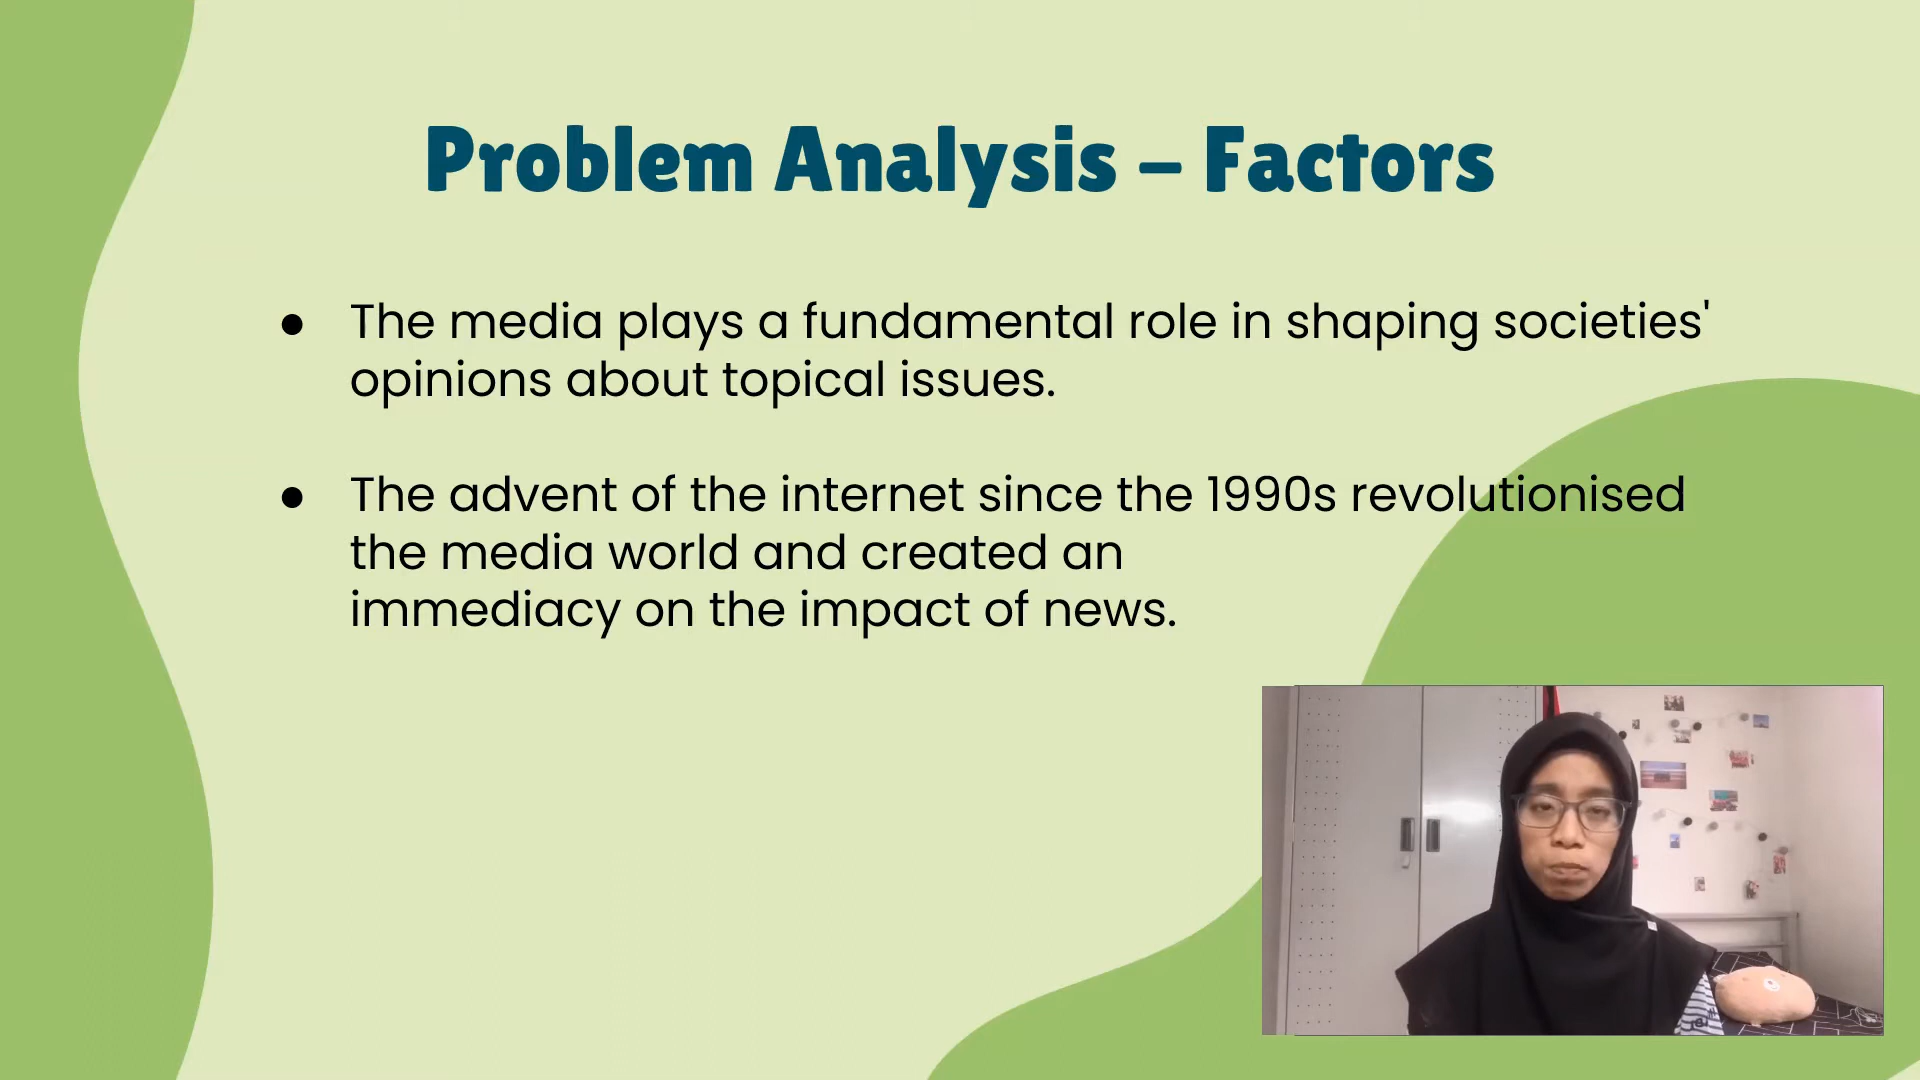 Problem Analysis – Factors
● The media plays a fundamental role in shaping societies'
opinions about topical issues.
● The advent of the internet since the 1990s revolutionised
the media world and created an
immediacy on the impact of news.